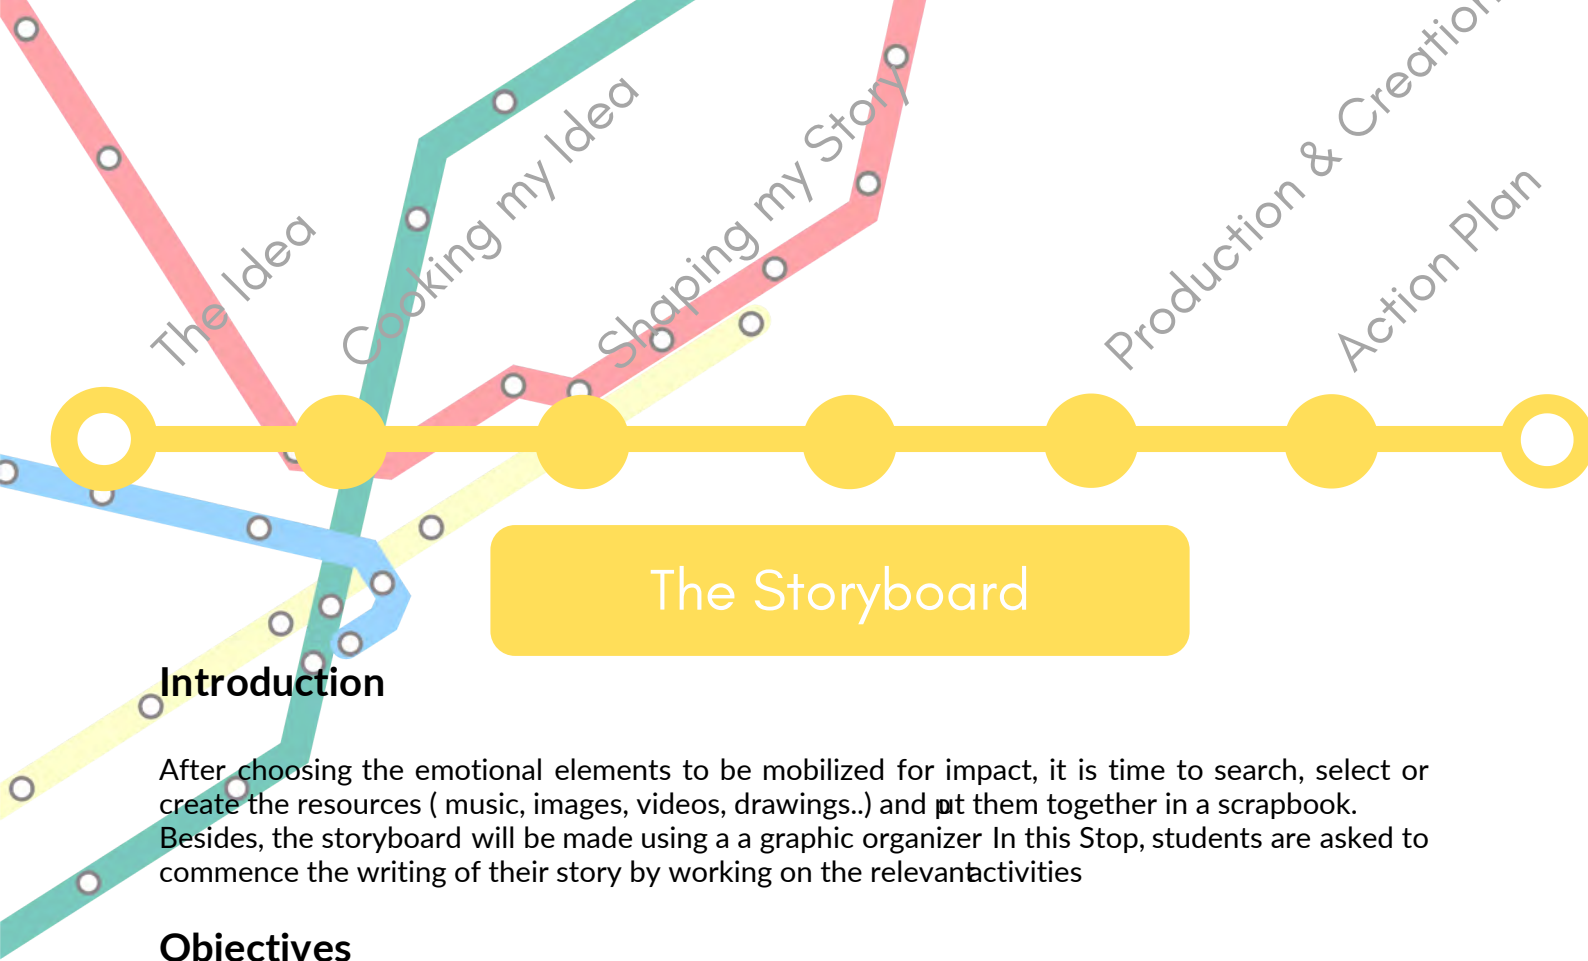 The Idea
Cooking my Idea
Shaping my Story
Production & Creation
Action Plan
The Storyboard
Introduction
After choosing the emotional elements to be mobilized for impact, it is time to search, select or
create the resources ( music, images, videos, drawings..) and put them together in a scrapbook.
Besides, the storyboard will be made using a a graphic organizer In this Stop, students are asked to
commence the writing of their story by working on the relevant activities
Objectives